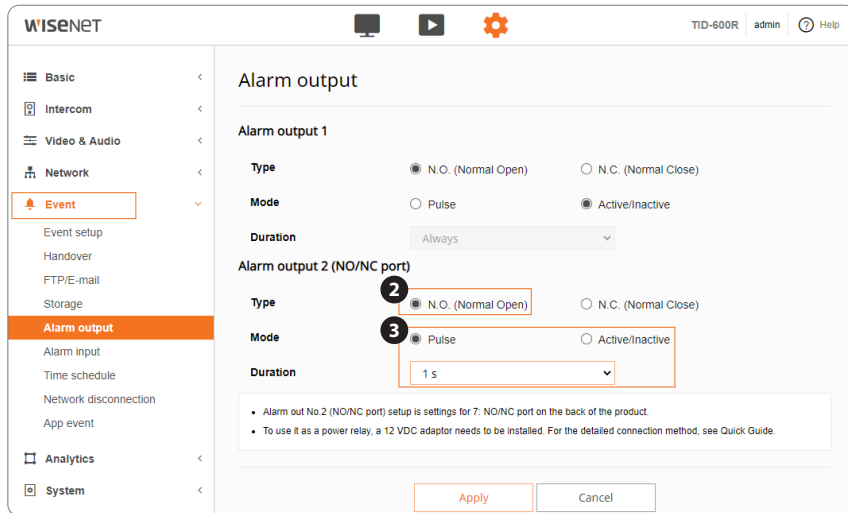 WISENET
TID-600R admin ? Help
Basic
Intercom
Video & Audio
Network
Event
Event setup
Handover
FTP/E-mail
Storage
Alarm output
Alarm input
Time schedule
Network disconnection
App event
Analytics
System
Alarm output
Alarm output 1
Type N.O. (Normal Open) N.C. (Normal Close)
Mode Pulse Active/Inactive
Duration Always
Alarm output 2 (NO/NC port)
Type 2 N.O. (Normal Open) N.C. (Normal Close)
Mode 3 Pulse Active/Inactive
Duration 1 s
• Alarm out No.2 (NO/NC port) setup is settings for 7: NO/NC port on the back of the product.
• To use it as a power relay, a 12 VDC adaptor needs to be installed. For the detailed connection method, see Quick Guide.
Apply Cancel